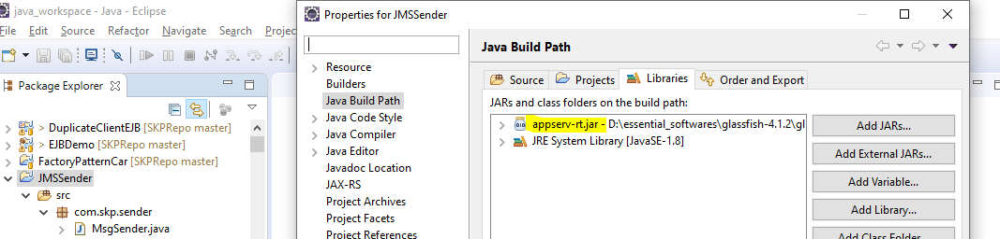 java_workspace - Java - Eclipse
File Edit Source Refactor Navigate Search Projec
Package Explorer
> DuplicateClientEJB [SKPRepo master]
> EJBDemo [SKPRepo master]
FactoryPatternCar [SKPRepo master]
JMSSender
src
com.skp.sender
MsgSender.java
Properties for JMSSender
Resource
Builders
Java Build Path
Java Code Style
Java Compiler
Java Editor
Javadoc Location
JAX-RS
Project Archives
Project Facets
Project References
Java Build Path
Source Projects Libraries Order and Export
JARs and class folders on the build path:
appserv-rt.jar - D:\essential_softwares\glassfish-4.1.2\gl
JRE System Library [JavaSE-1.8]
Add JARs...
Add External JARs...
Add Variable...
Add Library...
Add Class Folder...